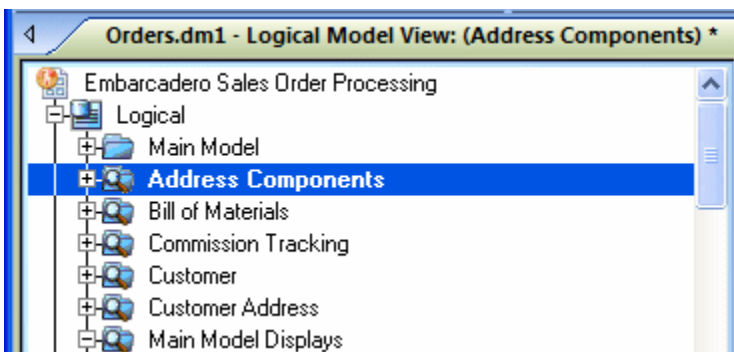 Orders.dm1 - Logical Model View: (Address Components) *
Embarcadero Sales Order Processing
Logical
Main Model
Address Components
Bill of Materials
Commission Tracking
Customer
Customer Address
Main Model Displays